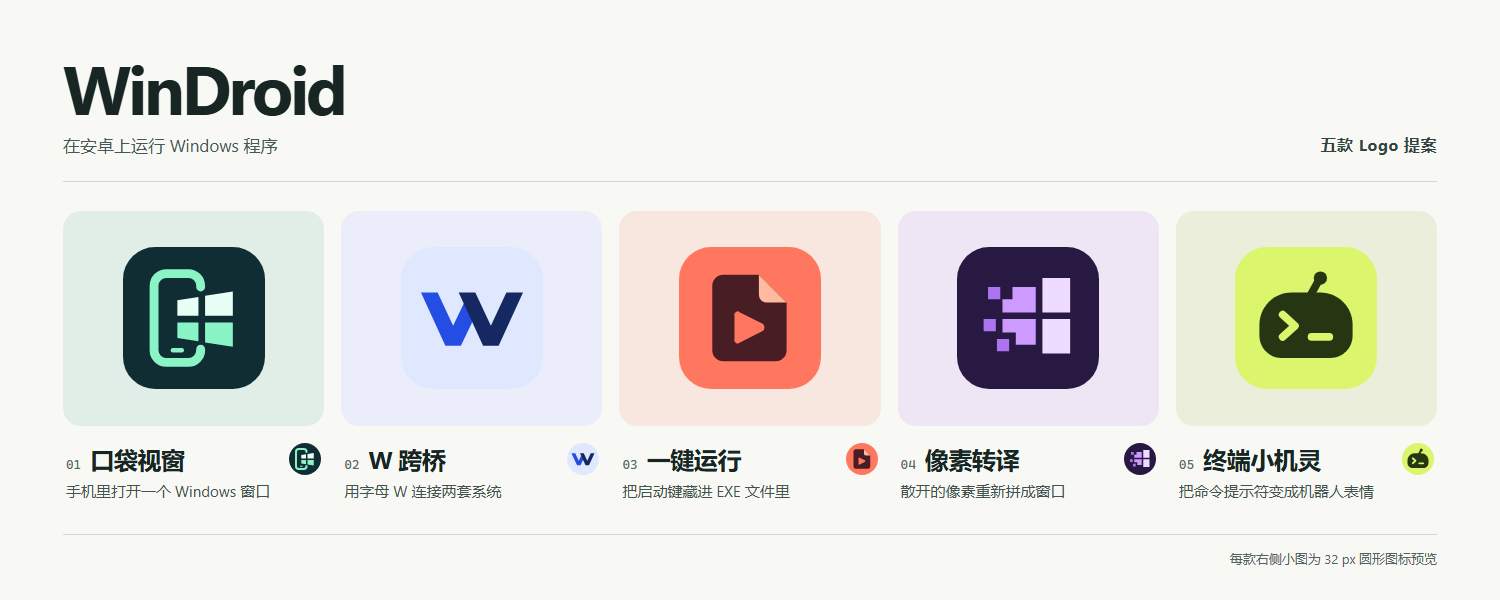 WinDroid
在安卓上运行 Windows 程序
五款 Logo 提案
01 口袋视窗
手机里打开一个 Windows 窗口
02 W 跨桥
用字母 W 连接两套系统
03 一键运行
把启动键藏进 EXE 文件里
04 像素转译
散开的像素重新拼成窗口
05 终端小机灵
把命令提示符变成机器人表情
每款右侧小图为 32 px 圆形图标预览